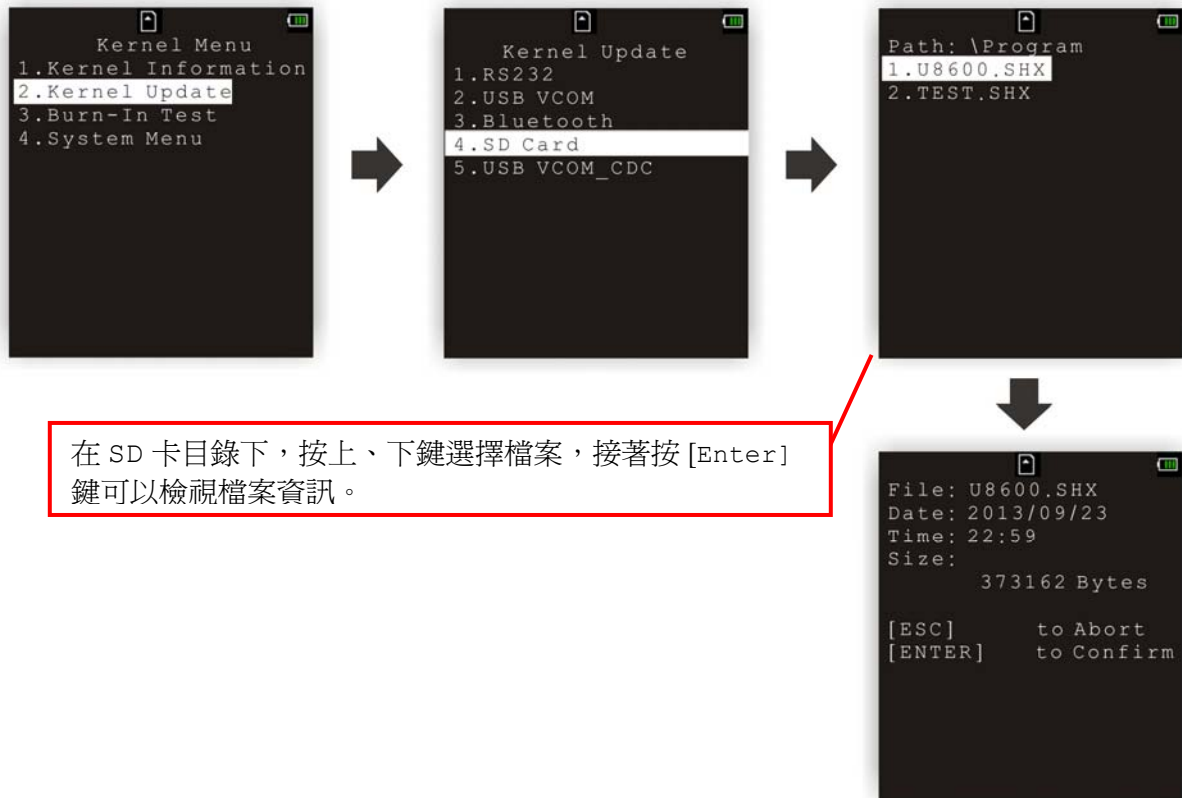 Kernel Menu
1.Kernel Information
2.Kernel Update
3.Burn-In Test
4.System Menu
Kernel Update
1.RS232
2.USB VCOM
3.Bluetooth
4.SD Card
5.USB VCOM_CDC
Path: \Program
1.U8600.SHX
2.TEST.SHX
在 SD 卡目錄下，按上、下鍵選擇檔案，接著按 [Enter]
鍵可以檢視檔案資訊。
File: U8600.SHX
Date: 2013/09/23
Time: 22:59
Size:
373162 Bytes
[ESC] to Abort
[ENTER] to Confirm